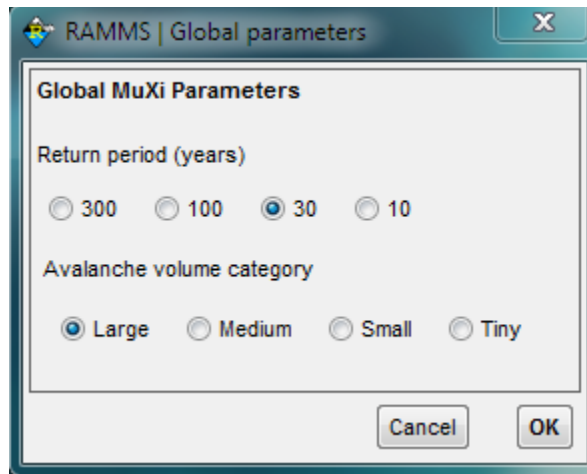 RAMMS | Global parameters
Global MuXi Parameters
Return period (years)
300 100 30 10
Avalanche volume category
Large Medium Small Tiny
Cancel OK